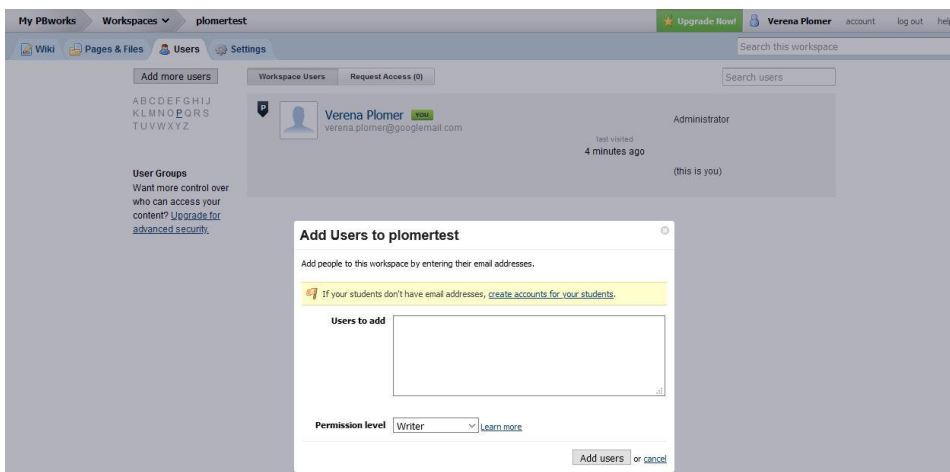 My PBworks Workspaces plomertest Upgrade Now! Verena Plomer account log out help
Wiki Pages & Files Users Settings Search this workspace
Add more users Workspace Users Request Access (0) Search users
A B C D E F G H I J
K L M N O P Q R S
T U V W X Y Z
P
Verena Plomer YOU
verena.plomer@googlemail.com
Administrator
last visited
4 minutes ago
(this is you)
User Groups
Want more control over
who can access your
content? Upgrade for
advanced security.
Add Users to plomertest
Add people to this workspace by entering their email addresses.
If your students don't have email addresses, create accounts for your students.
Users to add
Permission level Writer Learn more
Add users or cancel